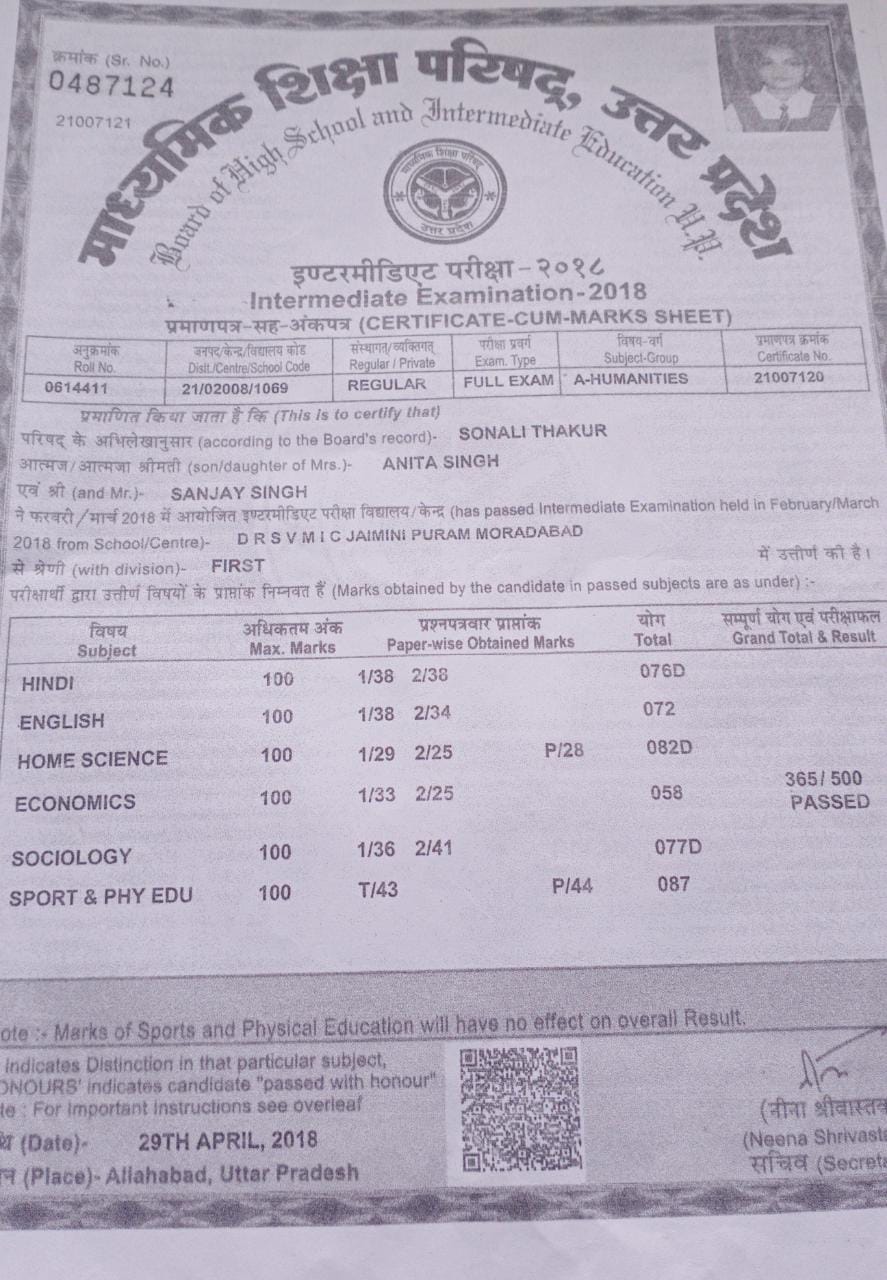 क्रमांक (Sr. No.)
0487124
21007121
माध्यमिक शिक्षा परिषद्, उत्तर प्रदेश
Board of High School and Intermediate Education U.P.
माध्यमिक शिक्षा परिषद्
उत्तर प्रदेश
इण्टरमीडिएट परीक्षा - २०१८
Intermediate Examination-2018
प्रमाणपत्र-सह-अंकपत्र (CERTIFICATE-CUM-MARKS SHEET)
अनुक्रमांक जनपद/केन्द्र/विद्यालय कोड संस्थागत/व्यक्तिगत् परीक्षा प्रवर्ग विषय-वर्ग प्रमाणपत्र क्रमांक
Roll No. Distt./Centre/School Code Regular / Private Exam. Type Subject-Group Certificate No.
0614411 21/02008/1069 REGULAR FULL EXAM A-HUMANITIES 21007120
प्रमाणित किया जाता है कि (This is to certify that)
परिषद् के अभिलेखानुसार (according to the Board's record)- SONALI THAKUR
आत्मज/आत्मजा श्रीमती (son/daughter of Mrs.)- ANITA SINGH
एवं श्री (and Mr.)- SANJAY SINGH
ने फरवरी/मार्च 2018 में आयोजित इण्टरमीडिएट परीक्षा विद्यालय/केन्द्र (has passed Intermediate Examination held in February/March
2018 from School/Centre)- D R S V M I C JAIMINI PURAM MORADABAD
से श्रेणी (with division)- FIRST में उत्तीर्ण की है।
परीक्षार्थी द्वारा उत्तीर्ण विषयों के प्राप्तांक निम्नवत हैं (Marks obtained by the candidate in passed subjects are as under) :-
विषय अधिकतम अंक प्रश्नपत्रवार प्राप्तांक योग सम्पूर्ण योग एवं परीक्षाफल
Subject Max. Marks Paper-wise Obtained Marks Total Grand Total & Result
HINDI 100 1/38 2/38 076D
ENGLISH 100 1/38 2/34 072
HOME SCIENCE 100 1/29 2/25 P/28 082D
ECONOMICS 100 1/33 2/25 058 365/ 500
PASSED
SOCIOLOGY 100 1/36 2/41 077D
SPORT & PHY EDU 100 T/43 P/44 087
ote :- Marks of Sports and Physical Education will have no effect on overall Result.
indicates Distinction in that particular subject,
ONOURS' indicates candidate "passed with honour"
te : For important instructions see overleaf
(Date)- 29TH APRIL, 2018
(Place)- Allahabad, Uttar Pradesh
(नीना श्रीवास्तव
(Neena Shrivasta
सचिव (Secreta